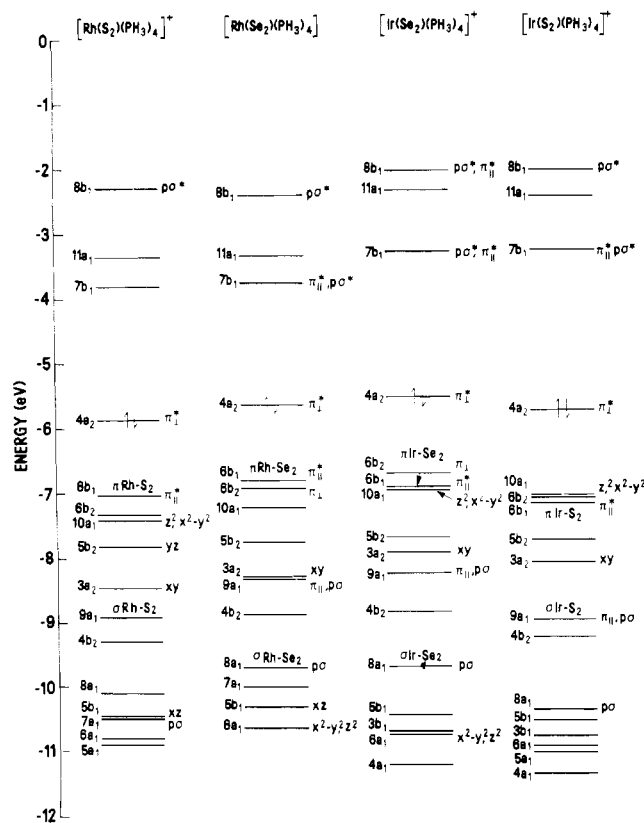 [Rh(S₂)(PH₃)₄]⁺ [Rh(Se₂)(PH₃)₄] [Ir(Se₂)(PH₃)₄]⁺ [Ir(S₂)(PH₃)₄]⁺
ENERGY (eV)
0
-1
-2
-3
-4
-5
-6
-7
-8
-9
-10
-11
-12
8b₁ pσ*
11a₁
7b₁
4a₂ π⊥*
6b₁ πRh-S₂ π∥*
6b₂
10a₁ z², x²-y²
5b₂ yz
3a₂ xy
σRh-S₂
9a₁
4b₂
8a₁
5b₁ xz
7a₁ pσ
6a₁
5a₁
8b₁ pσ*
11a₁
7b₁ π∥*, pσ*
4a₂ π⊥*
6b₁ πRh-Se₂ π∥*
6b₂ π⊥
10a₁
5b₂
3a₂ xy
9a₁ π∥, pσ
4b₂
σRh-Se₂
8a₁ pσ
7a₁
5b₁ xz
6a₁ x²-y², z²
8b₁ pσ*, π∥*
11a₁
7b₁ pσ*, π∥*
4a₂ π⊥*
πIr-Se₂
6b₂ π⊥
6b₁ π∥*
10a₁ z², x²-y²
5b₂
3a₂ xy
9a₁ π∥, pσ
4b₂
σIr-Se₂
8a₁ pσ
5b₁
3b₁
6a₁ x²-y², z²
4a₁
8b₁ pσ*
11a₁
7b₁ π∥* pσ*
4a₂ π⊥*
10a₁ z², x²-y²
6b₂
6b₁ πIr-S₂ π∥*
5b₂
3a₂ xy
σIr-S₂
9a₁ π∥, pσ
4b₂
8a₁ pσ
5b₁
3b₁
6a₁
5a₁
4a₁